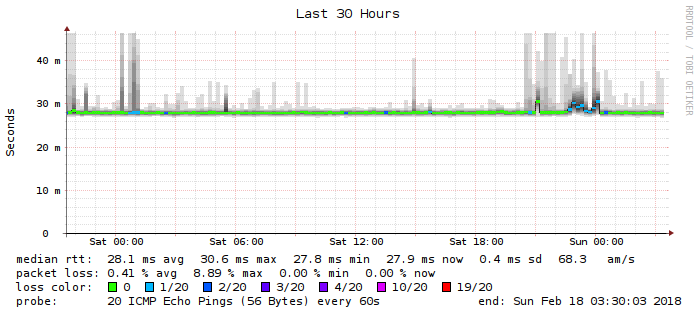 Last 30 Hours
RRDTOOL / TOBI OETIKER
Seconds
40 m
30 m
20 m
10 m
0
Sat 00:00 Sat 06:00 Sat 12:00 Sat 18:00 Sun 00:00
median rtt: 28.1 ms avg 30.6 ms max 27.8 ms min 27.9 ms now 0.4 ms sd 68.3 am/s
packet loss: 0.41 % avg 8.89 % max 0.00 % min 0.00 % now
loss color: 0 1/20 2/20 3/20 4/20 10/20 19/20
probe: 20 ICMP Echo Pings (56 Bytes) every 60s end: Sun Feb 18 03:30:03 2018